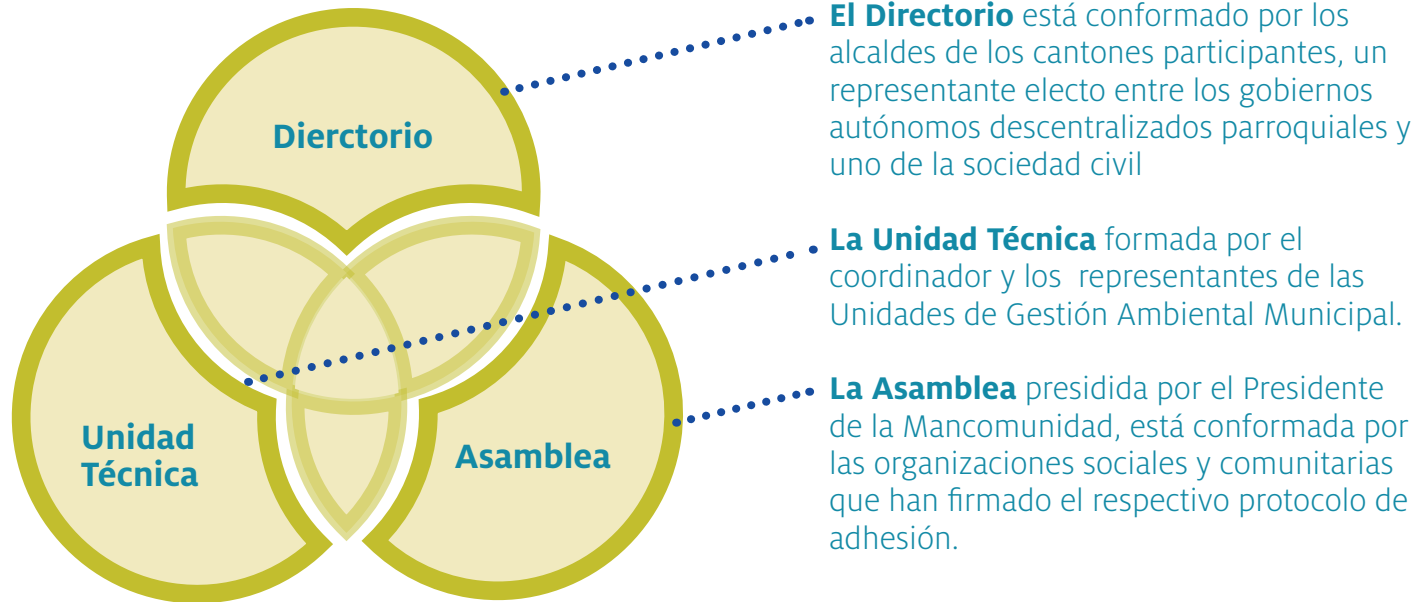 Dierctorio
Unidad
Técnica
Asamblea
El Directorio está conformado por los
alcaldes de los cantones participantes, un
representante electo entre los gobiernos
autónomos descentralizados parroquiales y
uno de la sociedad civil
La Unidad Técnica formada por el
coordinador y los representantes de las
Unidades de Gestión Ambiental Municipal.
La Asamblea presidida por el Presidente
de la Mancomunidad, está conformada por
las organizaciones sociales y comunitarias
que han firmado el respectivo protocolo de
adhesión.